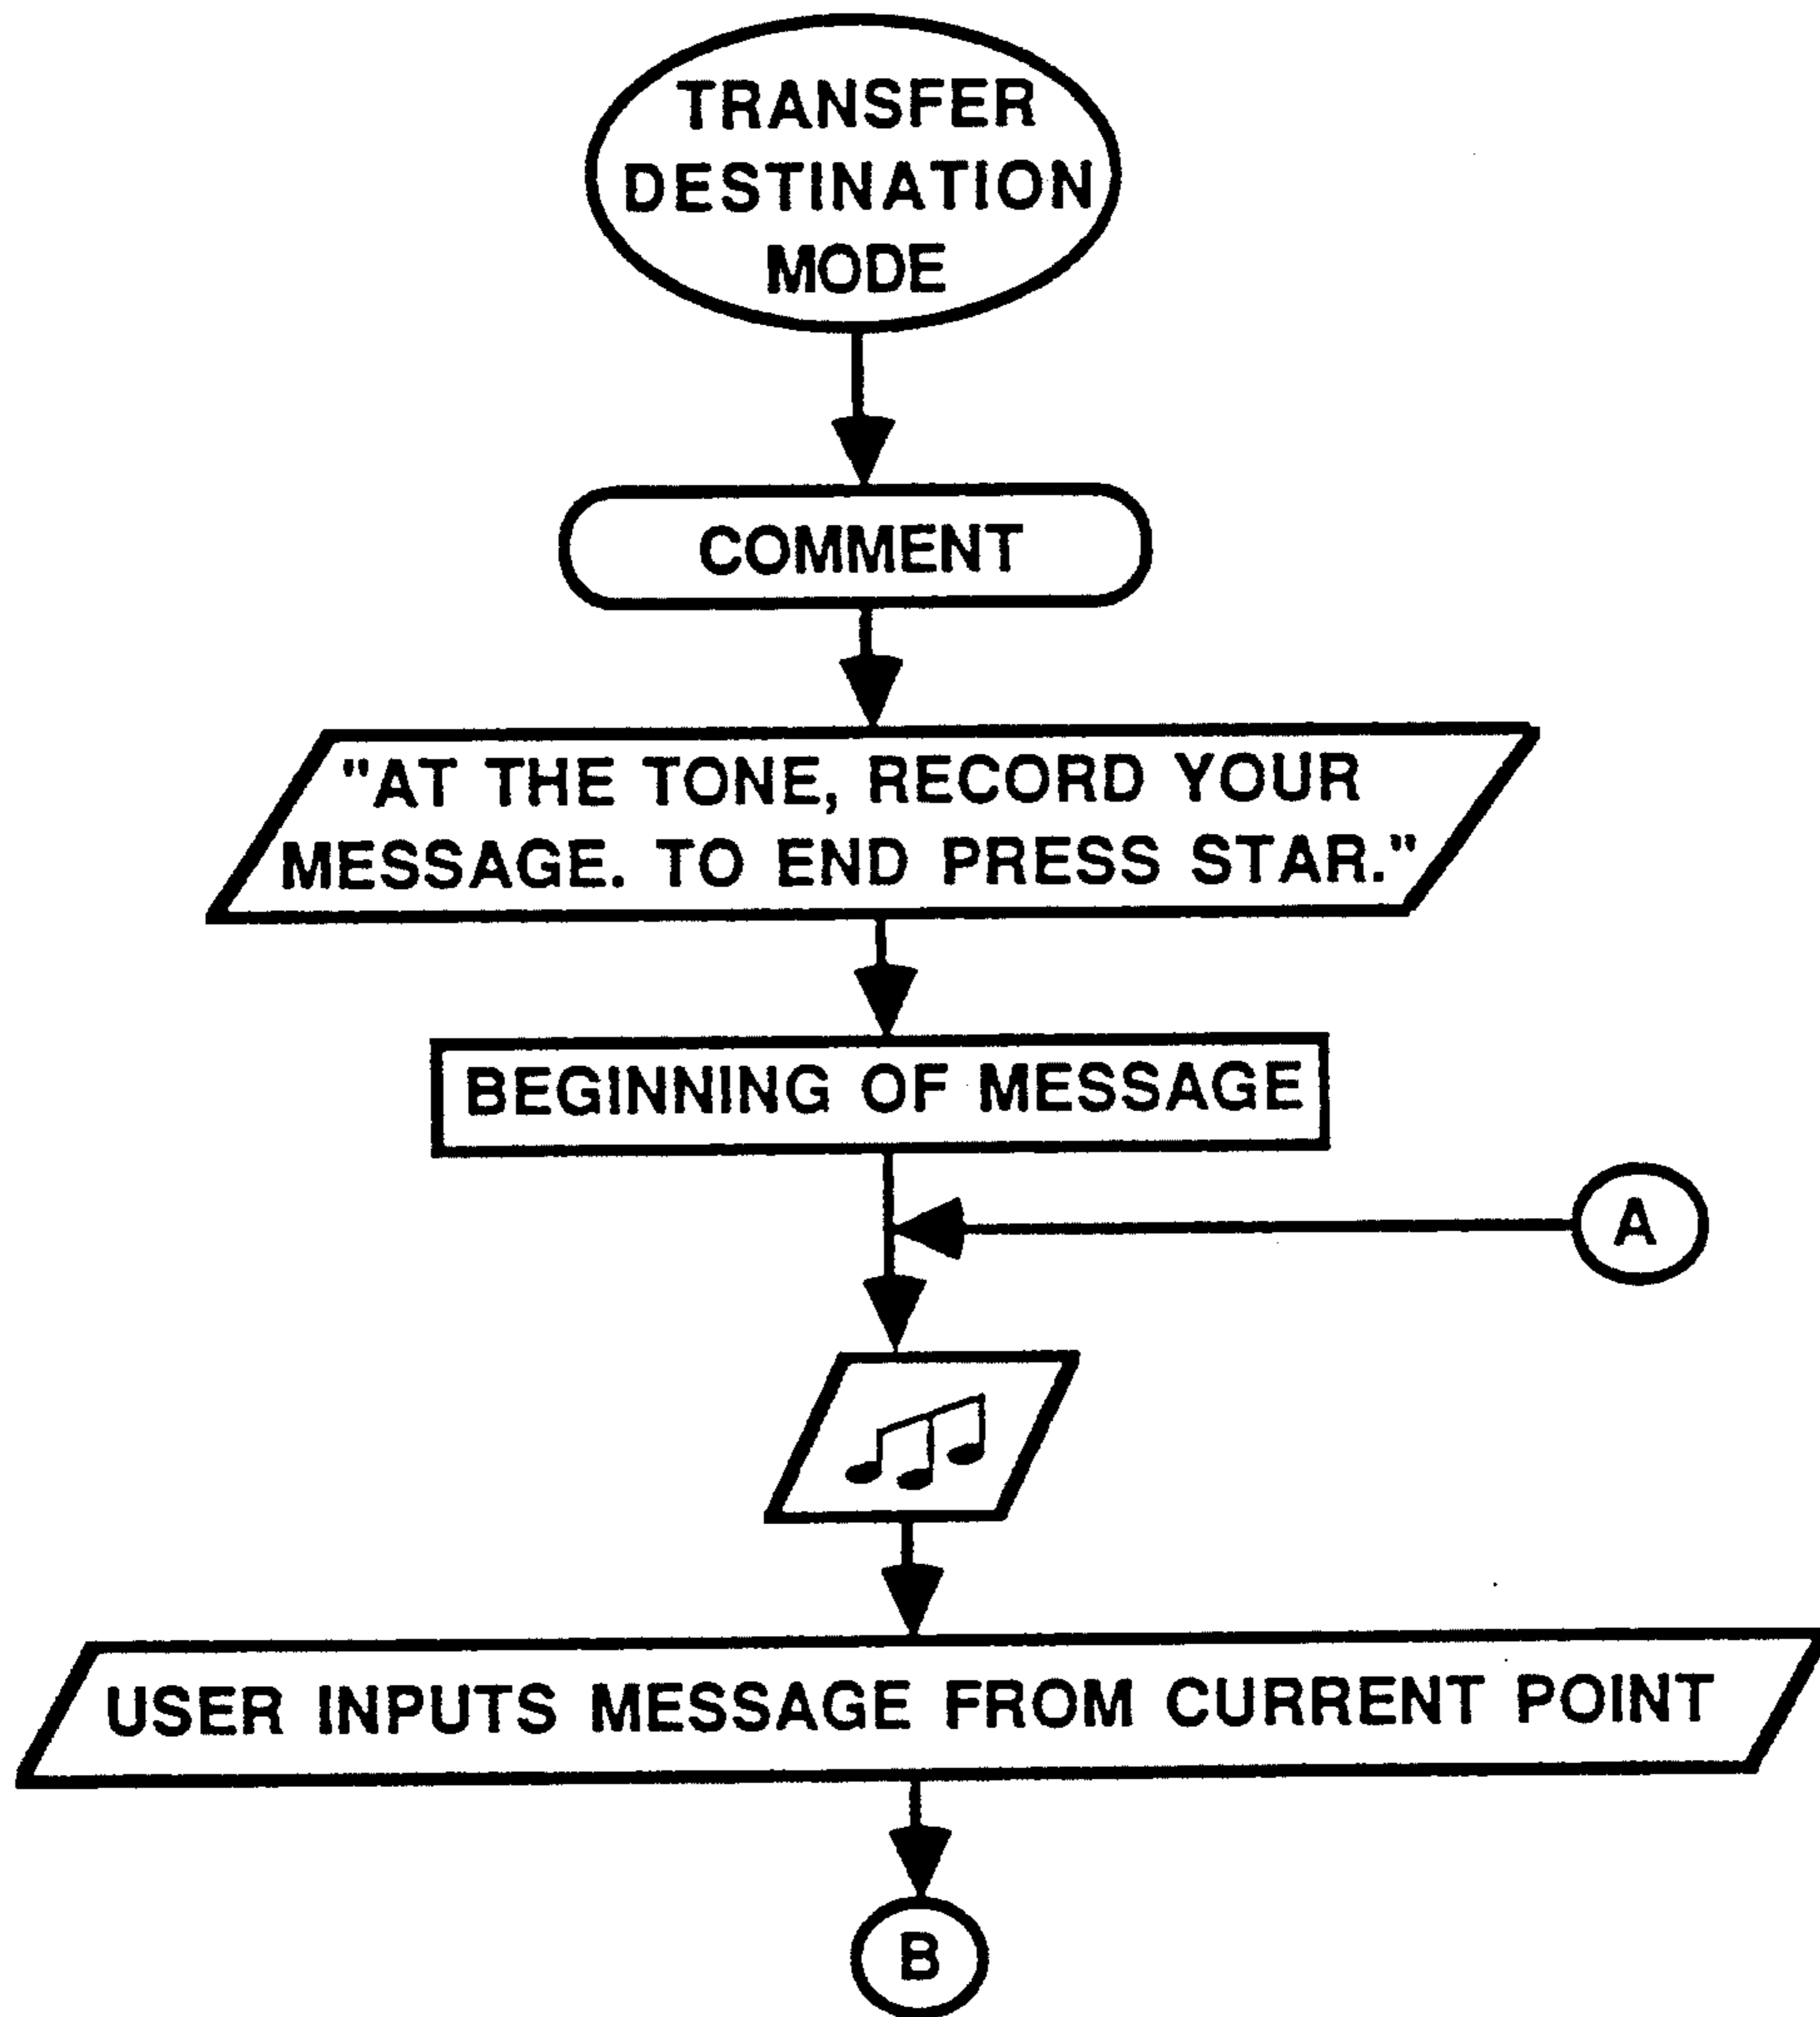 TRANSFER
DESTINATION
MODE
COMMENT
"AT THE TONE, RECORD YOUR
MESSAGE. TO END PRESS STAR."
BEGINNING OF MESSAGE
A
USER INPUTS MESSAGE FROM CURRENT POINT
B